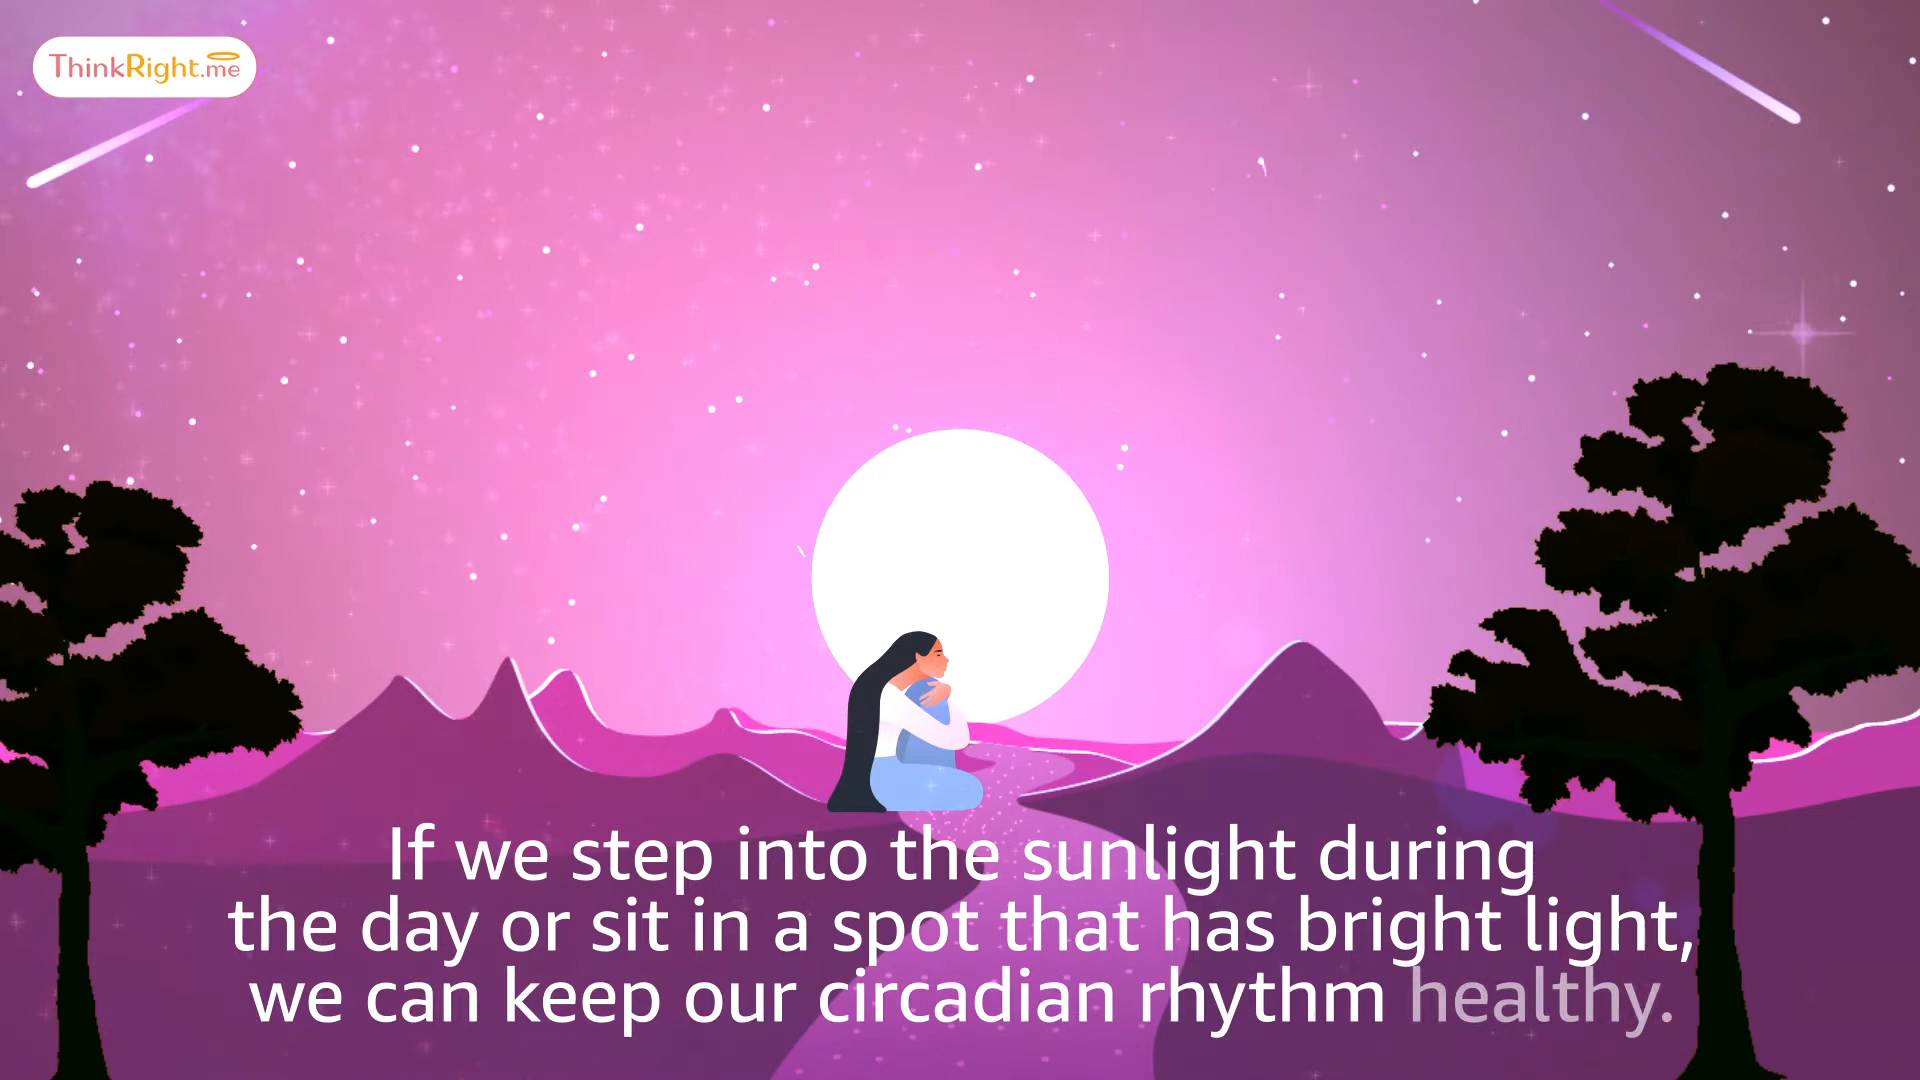 ThinkRight.me
If we step into the sunlight during
the day or sit in a spot that has bright light,
we can keep our circadian rhythm healthy.